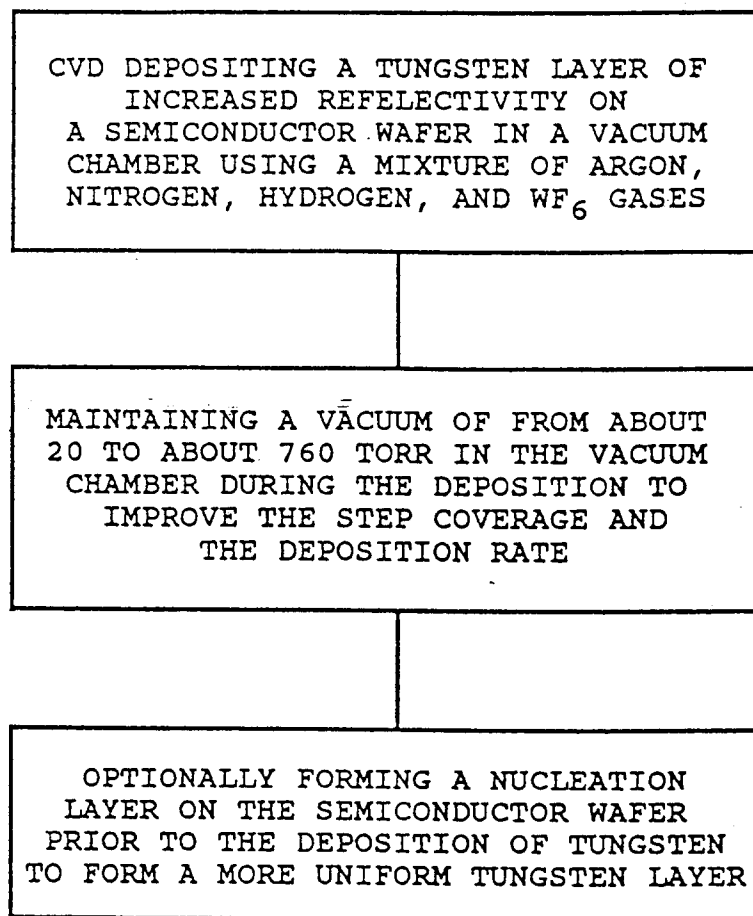 CVD DEPOSITING A TUNGSTEN LAYER OF
INCREASED REFELECTIVITY ON
A SEMICONDUCTOR WAFER IN A VACUUM
CHAMBER USING A MIXTURE OF ARGON,
NITROGEN, HYDROGEN, AND WF6 GASES
MAINTAINING A VACUUM OF FROM ABOUT
20 TO ABOUT 760 TORR IN THE VACUUM
CHAMBER DURING THE DEPOSITION TO
IMPROVE THE STEP COVERAGE AND
THE DEPOSITION RATE
OPTIONALLY FORMING A NUCLEATION
LAYER ON THE SEMICONDUCTOR WAFER
PRIOR TO THE DEPOSITION OF TUNGSTEN
TO FORM A MORE UNIFORM TUNGSTEN LAYER